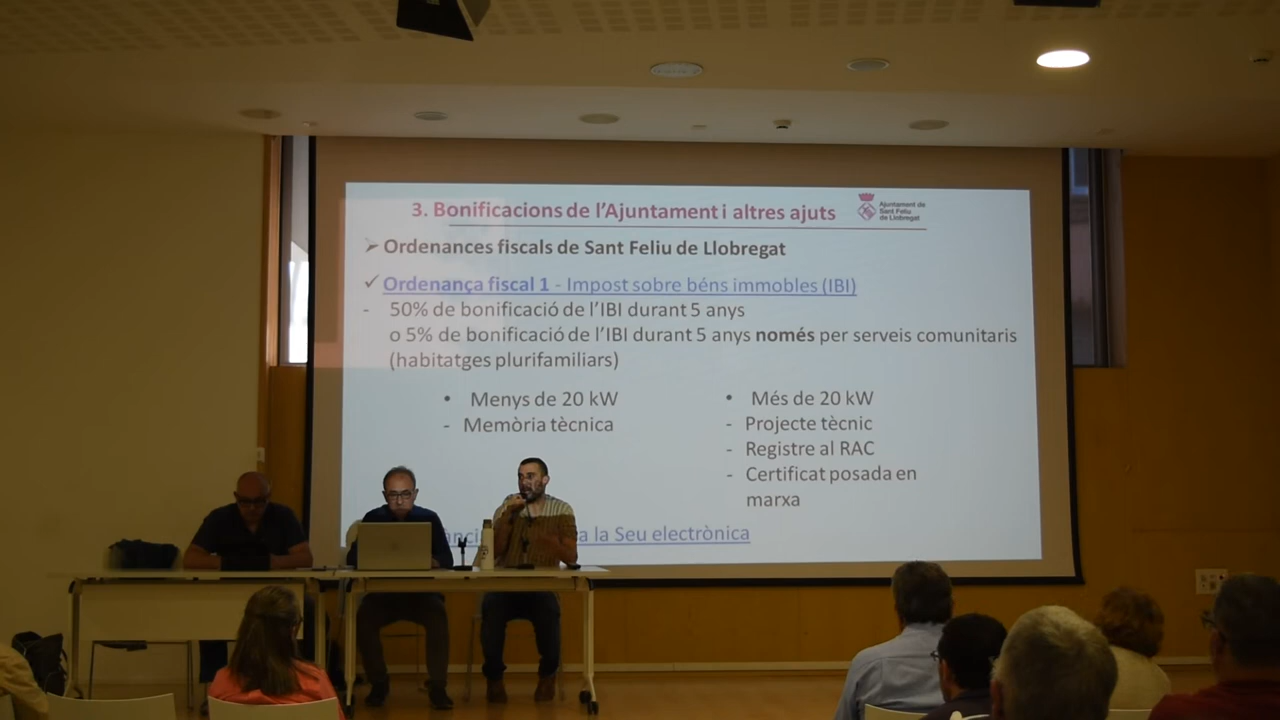 3. Bonificacions de l'Ajuntament i altres ajuts
Ajuntament de
Sant Feliu
de Llobregat
➢ Ordenances fiscals de Sant Feliu de Llobregat
✓ Ordenança fiscal 1 - Impost sobre béns immobles (IBI)
- 50% de bonificació de l'IBI durant 5 anys
o 5% de bonificació de l'IBI durant 5 anys només per serveis comunitaris
(habitatges plurifamiliars)
• Menys de 20 kW
- Memòria tècnica
• Més de 20 kW
- Projecte tècnic
- Registre al RAC
- Certificat posada en
marxa
a la Seu electrònica